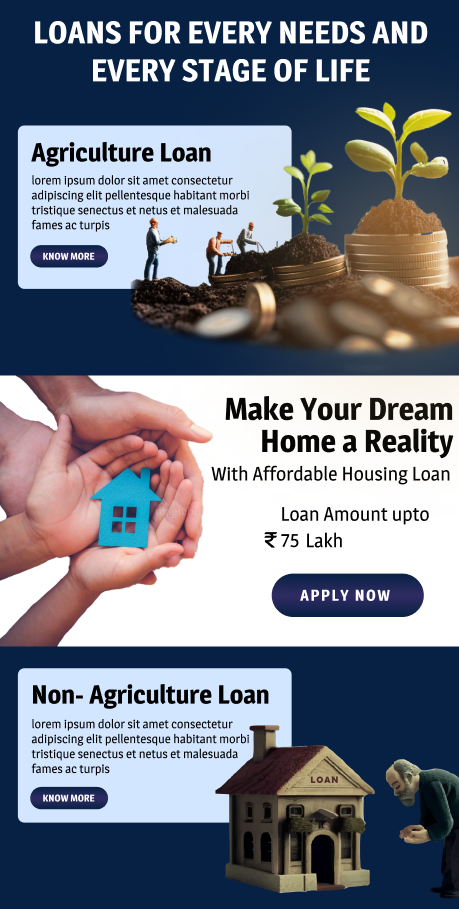 LOANS FOR EVERY NEEDS AND
EVERY STAGE OF LIFE
Agriculture Loan
lorem ipsum dolor sit amet consectetur
adipiscing elit pellentesque habitant morbi
tristique senectus et netus et malesuada
fames ac turpis
KNOW MORE
Make Your Dream
Home a Reality
With Affordable Housing Loan
Loan Amount upto
₹ 75 Lakh
APPLY NOW
Non- Agriculture Loan
lorem ipsum dolor sit amet consectetur
adipiscing elit pellentesque habitant morbi
tristique senectus et netus et malesuada
fames ac turpis
KNOW MORE
LOAN